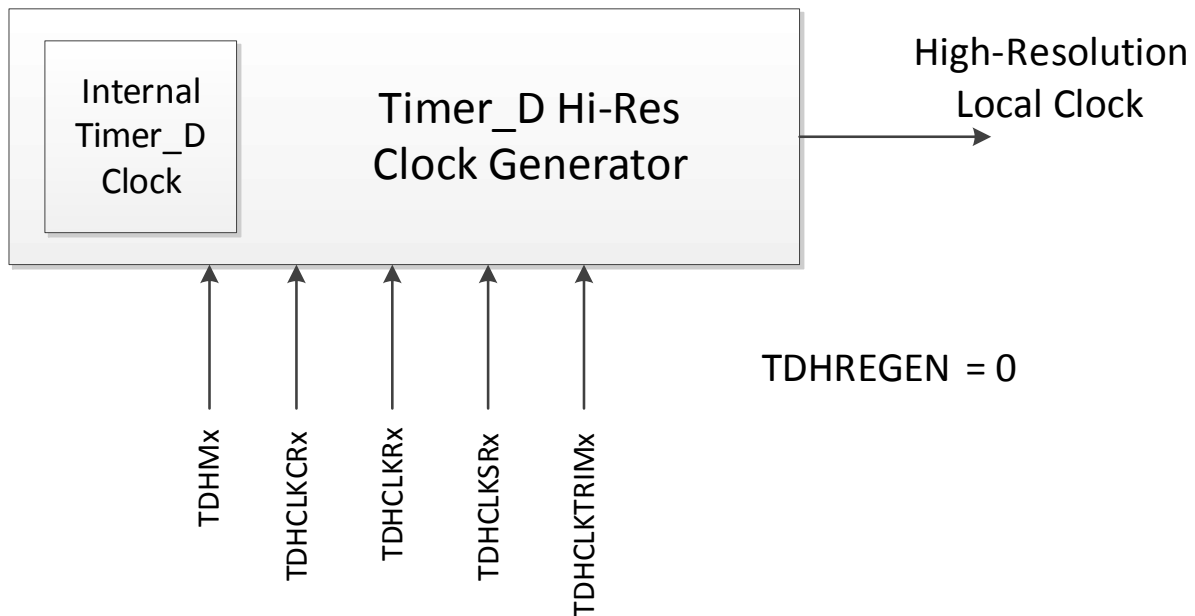 Internal
Timer_D
Clock
Timer_D Hi-Res
Clock Generator
High-Resolution
Local Clock
TDHREGEN = 0
TDHMx
TDHCLKCRx
TDHCLKRx
TDHCLKSRx
TDHCLKTRIMx